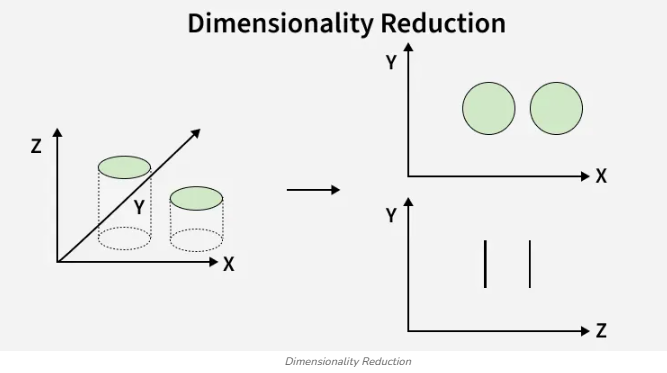 Dimensionality Reduction
Z
Y
X
Y
X
Y
Z
Dimensionality Reduction